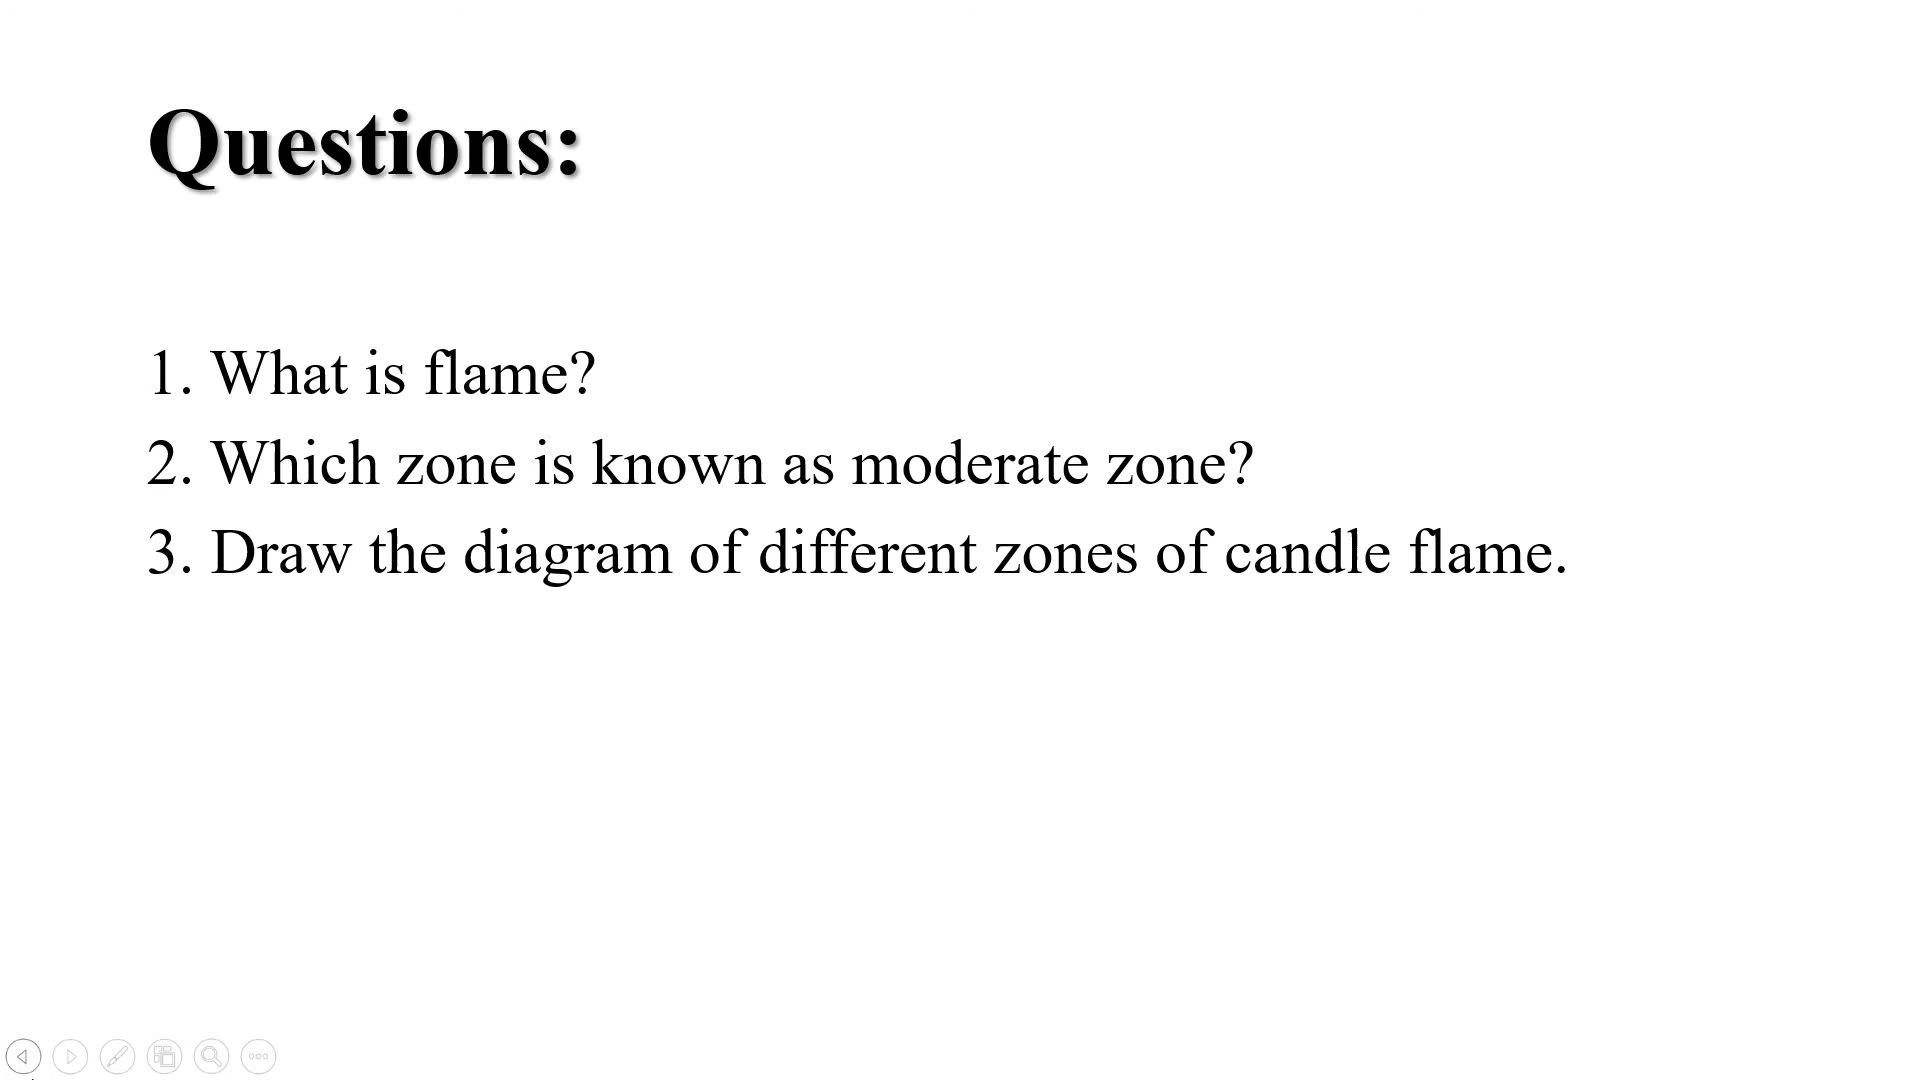 Questions:
1. What is flame?
2. Which zone is known as moderate zone?
3. Draw the diagram of different zones of candle flame.